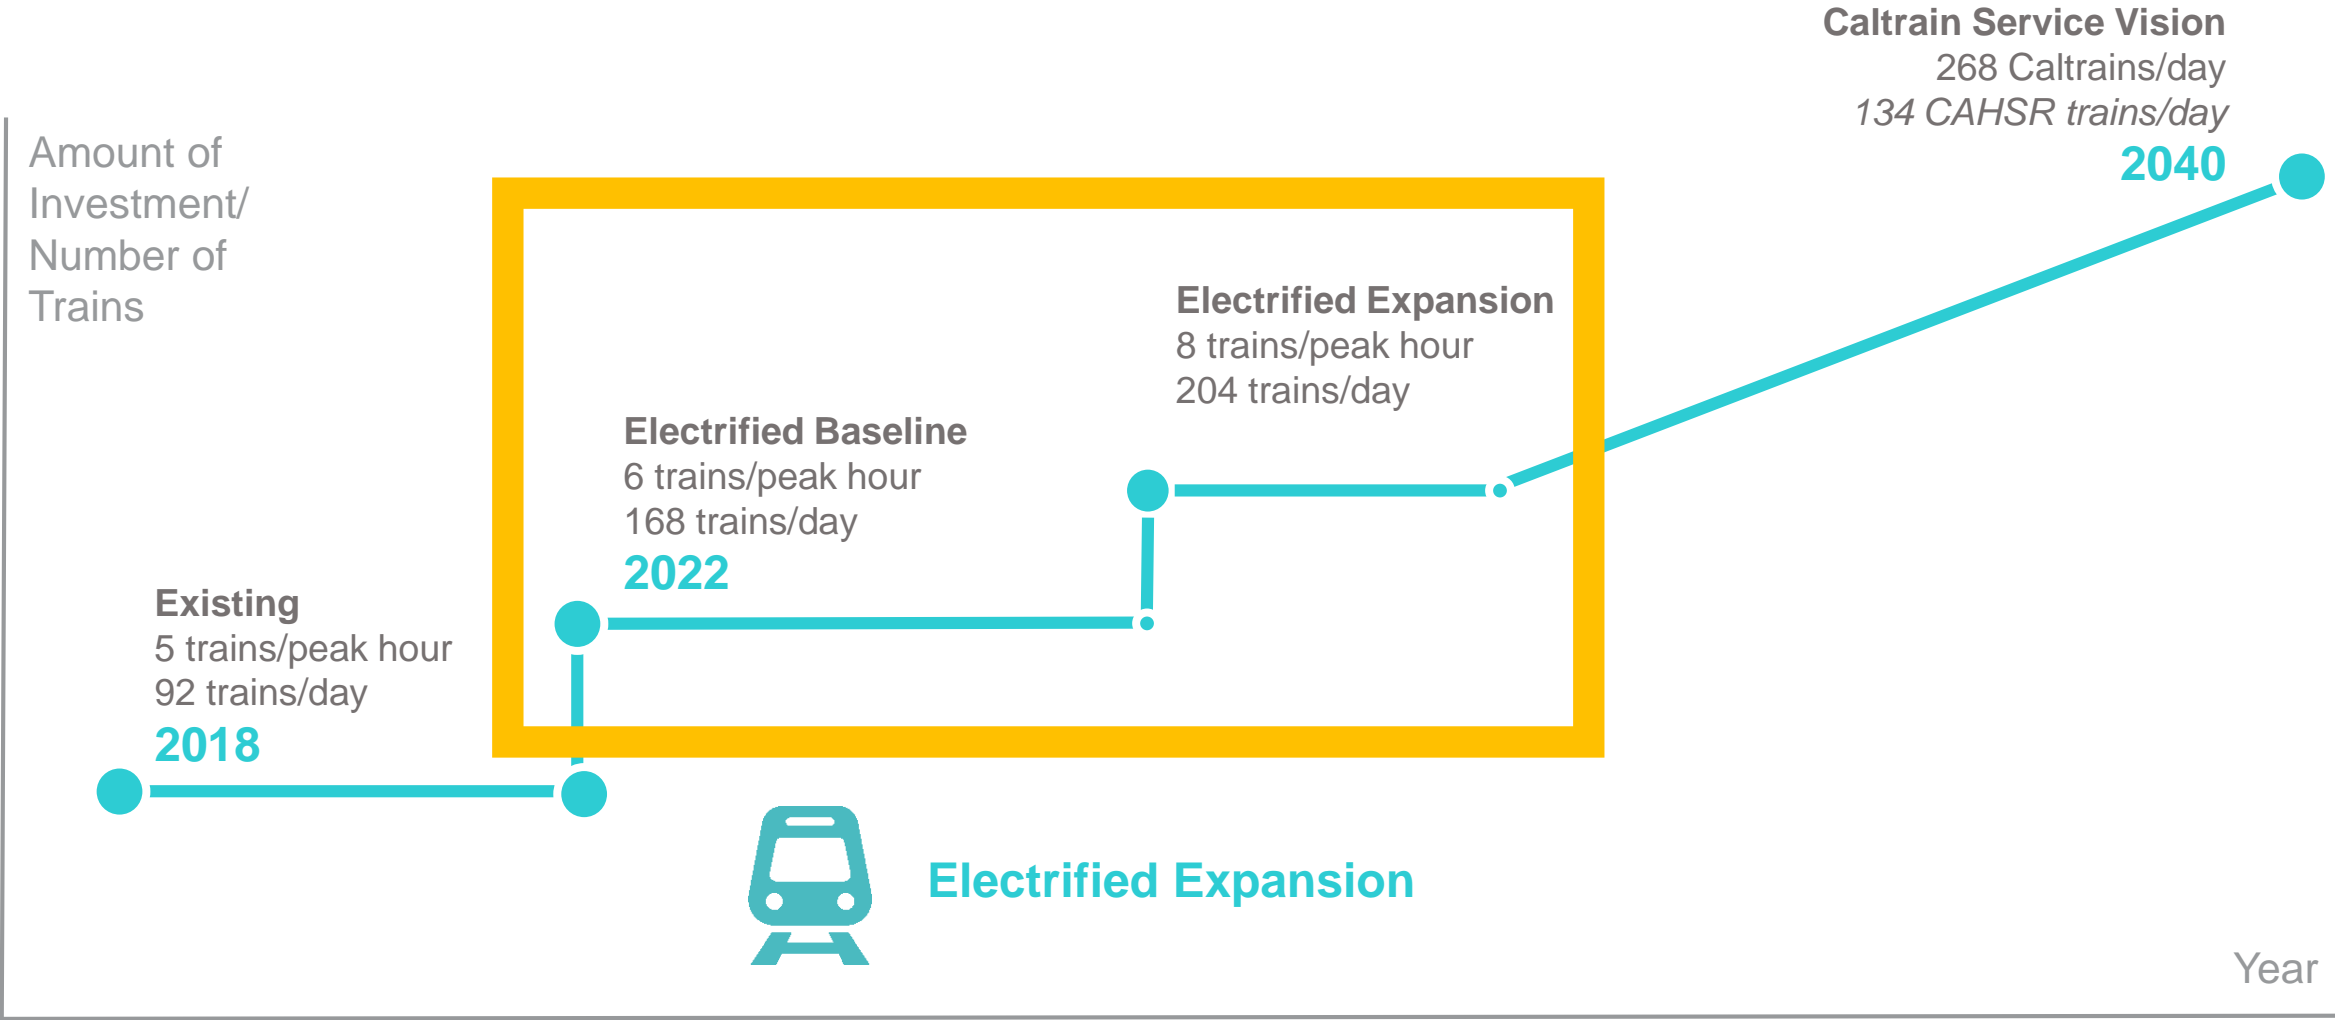 Caltrain Service Vision
268 Caltrains/day
134 CAHSR trains/day
2040
Amount of
Investment/
Number of
Trains
Electrified Expansion
8 trains/peak hour
204 trains/day
Electrified Baseline
6 trains/peak hour
168 trains/day
2022
Existing
5 trains/peak hour
92 trains/day
2018
Electrified Expansion
Year